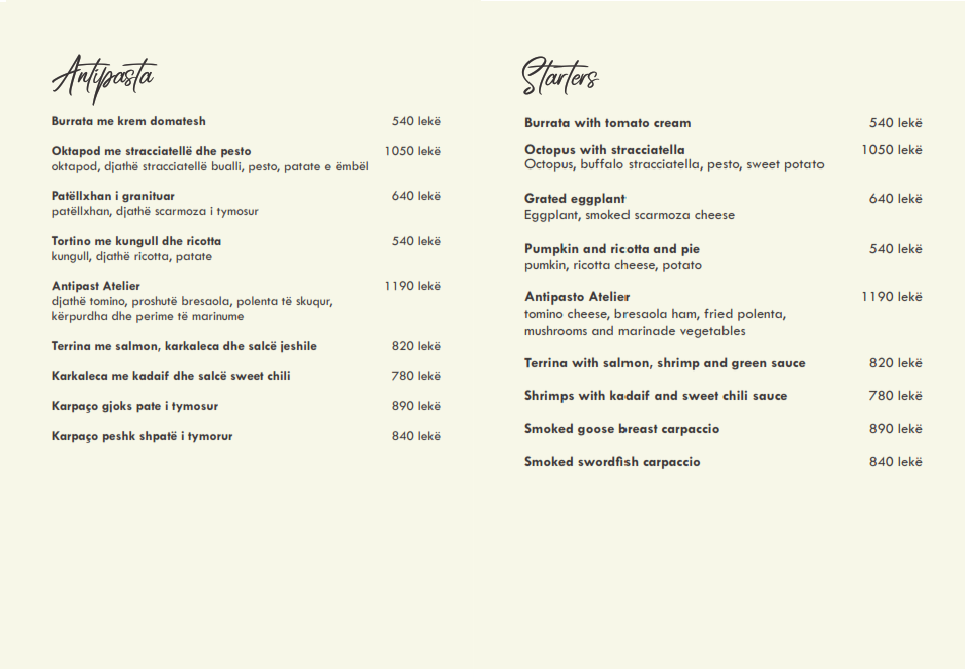 Antipasta
Burrata me krem domatesh 540 lekë
Oktapod me stracciatellë dhe pesto 1050 lekë
oktapod, djathë stracciatellë bualli, pesto, patate e ëmbël
Patëllxhan i granituar 640 lekë
patëllxhan, djathë scarmoza i tymosur
Tortino me kungull dhe ricotta 540 lekë
kungull, djathë ricotta, patate
Antipast Atelier 1190 lekë
djathë tomino, proshutë bresaola, polenta të skuqur,
kërpurdha dhe perime të marinume
Terrina me salmon, karkaleca dhe salcë jeshile 820 lekë
Karkaleca me kadaif dhe salcë sweet chili 780 lekë
Karpaço gjoks pate i tymosur 890 lekë
Karpaço peshk shpatë i tymorur 840 lekë
Starters
Burrata with tomato cream 540 lekë
Octopus with stracciatella 1050 lekë
Octopus, buffalo stracciatella, pesto, sweet potato
Grated eggplant 640 lekë
Eggplant, smoked scarmoza cheese
Pumpkin and ricotta and pie 540 lekë
pumkin, ricotta cheese, potato
Antipasto Atelier 1190 lekë
tomino cheese, bresaola ham, fried polenta,
mushrooms and marinade vegetables
Terrina with salmon, shrimp and green sauce 820 lekë
Shrimps with kadaif and sweet chili sauce 780 lekë
Smoked goose breast carpaccio 890 lekë
Smoked swordfish carpaccio 840 lekë